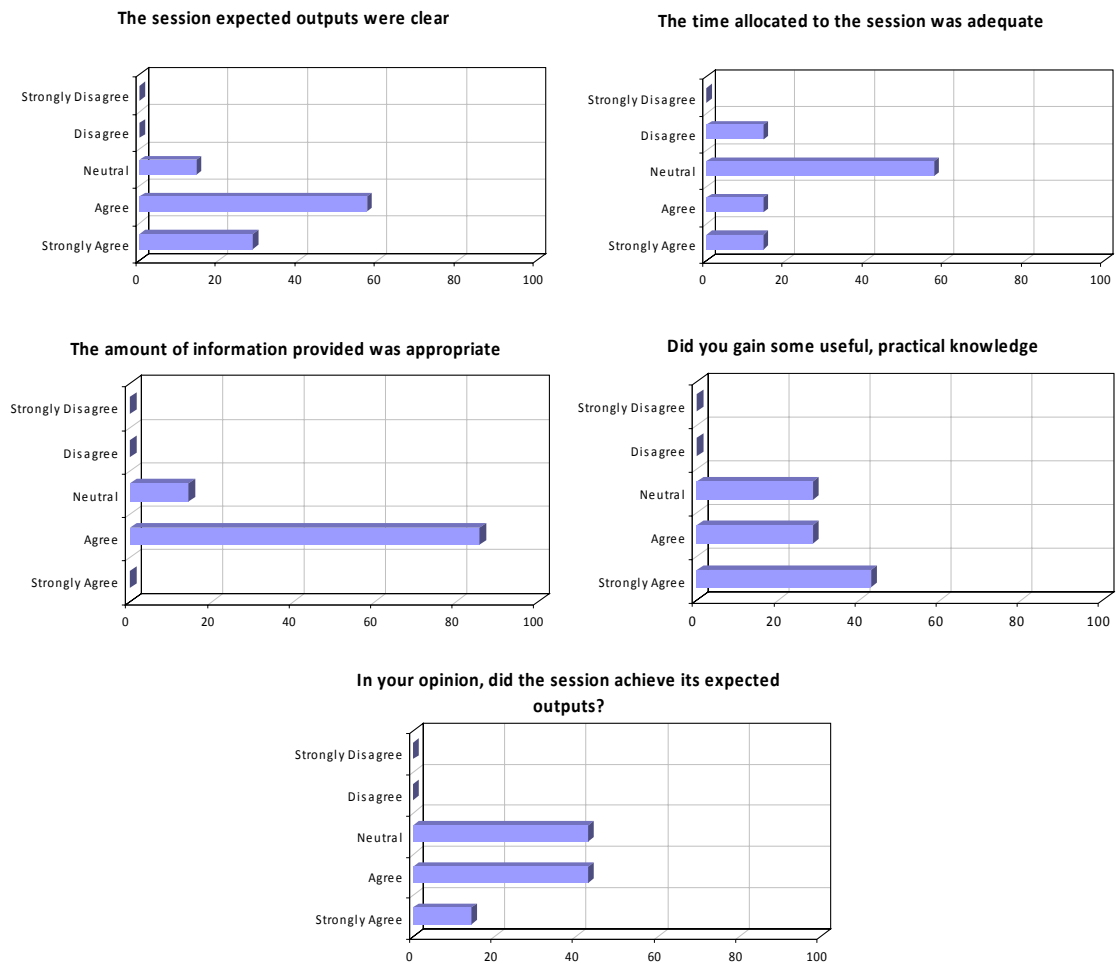 The session expected outputs were clear
Strongly Disagree
Disagree
Neutral
Agree
Strongly Agree
0 20 40 60 80 100
The time allocated to the session was adequate
Strongly Disagree
Disagree
Neutral
Agree
Strongly Agree
0 20 40 60 80 100
The amount of information provided was appropriate
Strongly Disagree
Disagree
Neutral
Agree
Strongly Agree
0 20 40 60 80 100
Did you gain some useful, practical knowledge
Strongly Disagree
Disagree
Neutral
Agree
Strongly Agree
0 20 40 60 80 100
In your opinion, did the session achieve its expected
outputs?
Strongly Disagree
Disagree
Neutral
Agree
Strongly Agree
0 20 40 60 80 100